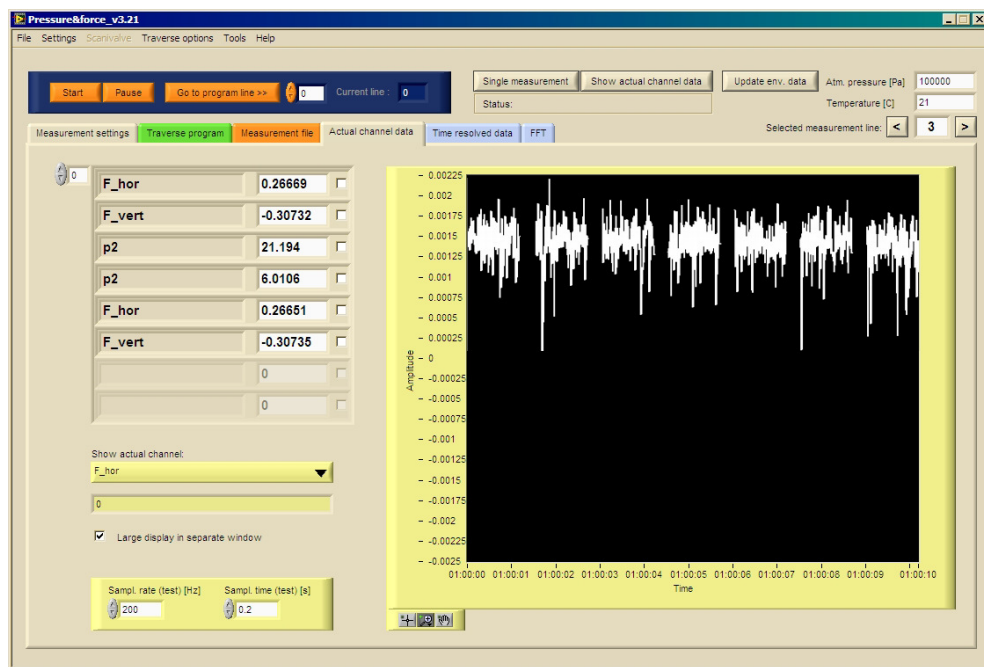 Pressure&force_v3.21
File Settings Scanivalve Traverse options Tools Help
Start Pause Go to program line >> 0 Current line : 0
Single measurement Show actual channel data Update env. data Atm. pressure [Pa] 100000
Status: Temperature [C] 21
Measurement settings Traverse program Measurement file Actual channel data Time resolved data FFT Selected measurement line: < 3 >
0
F_hor 0.26669
F_vert -0.30732
p2 21.194
p2 6.0106
F_hor 0.26651
F_vert -0.30735
0
0
Show actual channel:
F_hor
0
Large display in separate window
Sampl. rate (test) [Hz] Sampl. time (test) [s]
200 0.2
Amplitude
0.00225
0.002
0.00175
0.0015
0.00125
0.001
0.00075
0.0005
0.00025
0
-0.00025
-0.0005
-0.00075
-0.001
-0.00125
-0.0015
-0.00175
-0.002
-0.00225
-0.0025
01:00:00 01:00:01 01:00:02 01:00:03 01:00:04 01:00:05 01:00:06 01:00:07 01:00:08 01:00:09 01:00:10
Time